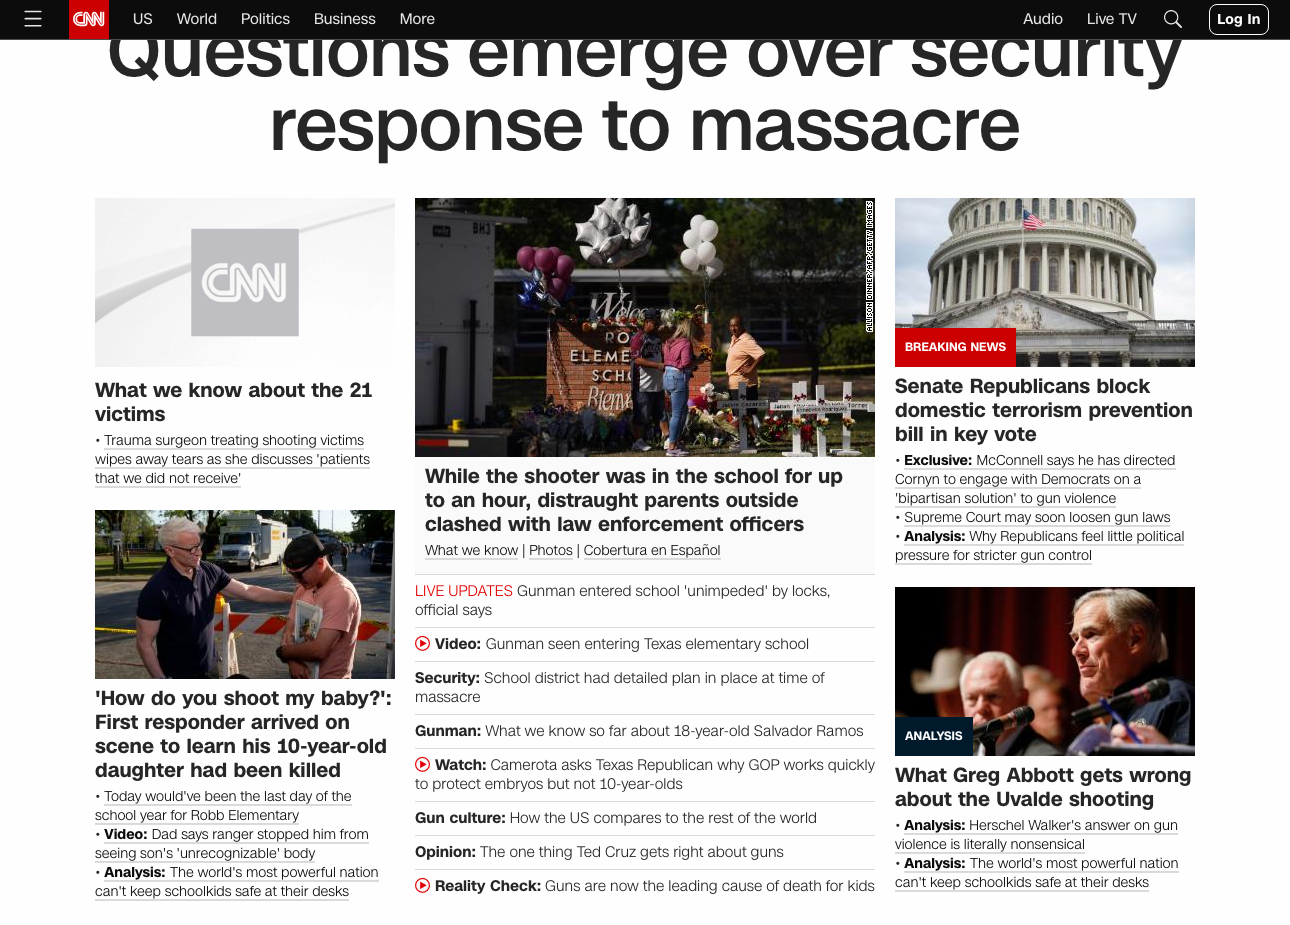 CNN US World Politics Business More Audio Live TV Log In
Questions emerge over security
response to massacre
CNN
What we know about the 21
victims
• Trauma surgeon treating shooting victims
wipes away tears as she discusses 'patients
that we did not receive'
'How do you shoot my baby?':
First responder arrived on
scene to learn his 10-year-old
daughter had been killed
• Today would've been the last day of the
school year for Robb Elementary
• Video: Dad says ranger stopped him from
seeing son's 'unrecognizable' body
• Analysis: The world's most powerful nation
can't keep schoolkids safe at their desks
BH3
ALLISON DINNER/AFP/GETTY IMAGES
Welcome
RO
ELEME
SCHO
Bienve
While the shooter was in the school for up
to an hour, distraught parents outside
clashed with law enforcement officers
What we know | Photos | Cobertura en Español
LIVE UPDATES Gunman entered school 'unimpeded' by locks,
official says
Video: Gunman seen entering Texas elementary school
Security: School district had detailed plan in place at time of
massacre
Gunman: What we know so far about 18-year-old Salvador Ramos
Watch: Camerota asks Texas Republican why GOP works quickly
to protect embryos but not 10-year-olds
Gun culture: How the US compares to the rest of the world
Opinion: The one thing Ted Cruz gets right about guns
Reality Check: Guns are now the leading cause of death for kids
BREAKING NEWS
Senate Republicans block
domestic terrorism prevention
bill in key vote
• Exclusive: McConnell says he has directed
Cornyn to engage with Democrats on a
'bipartisan solution' to gun violence
• Supreme Court may soon loosen gun laws
• Analysis: Why Republicans feel little political
pressure for stricter gun control
ANALYSIS
What Greg Abbott gets wrong
about the Uvalde shooting
• Analysis: Herschel Walker's answer on gun
violence is literally nonsensical
• Analysis: The world's most powerful nation
can't keep schoolkids safe at their desks